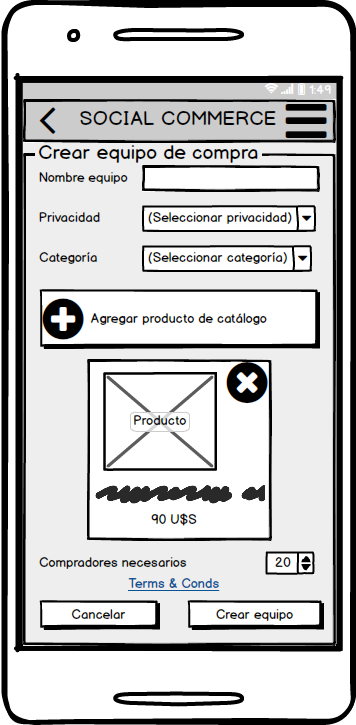 1:49
SOCIAL COMMERCE
Crear equipo de compra
Nombre equipo
Privacidad (Seleccionar privacidad)
Categoría (Seleccionar categoría)
Agregar producto de catálogo
Producto
90 U$S
Compradores necesarios 20
Terms & Conds
Cancelar Crear equipo